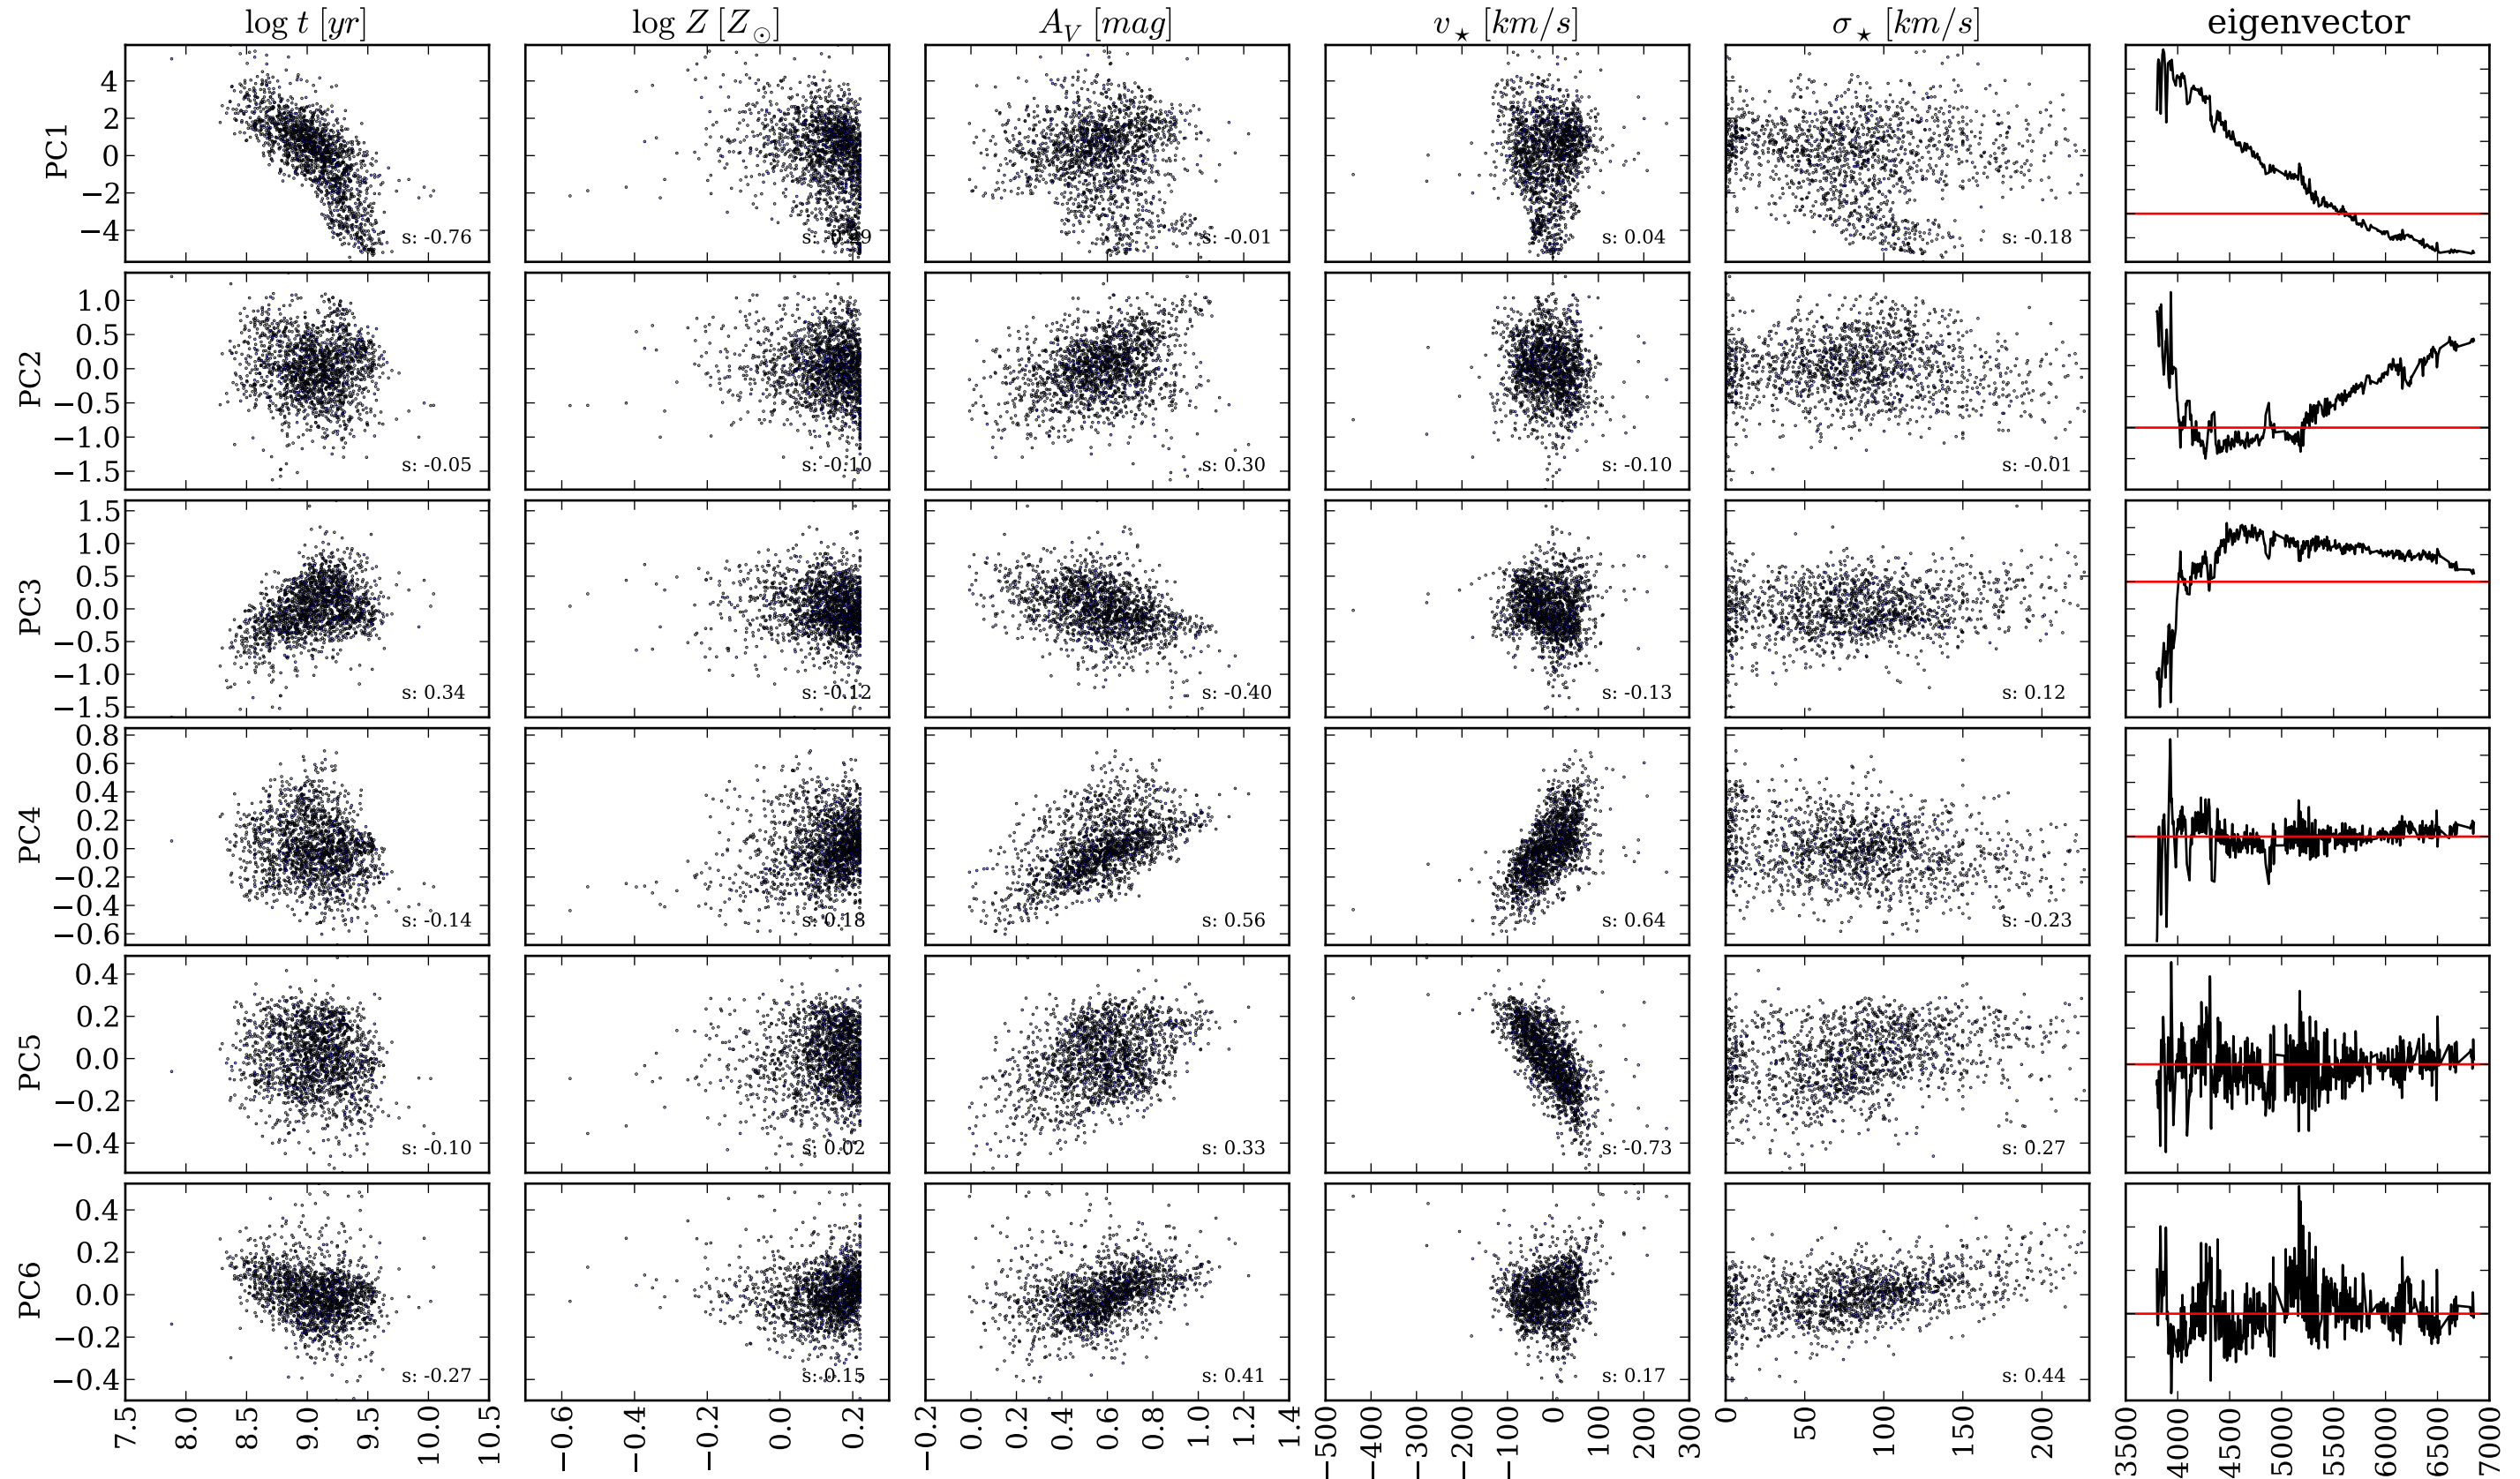 log t [yr] log Z [Z⊙] A_V [mag] v⋆ [km/s] σ⋆ [km/s] eigenvector
PC1
4
2
0
−2
−4
s: -0.76 s: -0.01 s: 0.04 s: -0.18
PC2
1.0
0.5
0.0
−0.5
−1.0
−1.5
s: -0.05 s: -0.10 s: 0.30 s: -0.10 s: -0.01
PC3
1.5
1.0
0.5
0.0
−0.5
−1.0
−1.5
s: 0.34 s: -0.12 s: -0.40 s: -0.13 s: 0.12
PC4
0.8
0.6
0.4
0.2
0.0
−0.2
−0.4
−0.6
s: -0.14 s: 0.18 s: 0.56 s: 0.64 s: -0.23
PC5
0.4
0.2
0.0
−0.2
−0.4
s: -0.10 s: 0.02 s: 0.33 s: -0.73 s: 0.27
PC6
0.4
0.2
0.0
−0.2
−0.4
s: -0.27 s: 0.15 s: 0.41 s: 0.17 s: 0.44
7.5 8.0 8.5 9.0 9.5 10.0 10.5 −0.6 −0.4 −0.2 0.0 0.2 −0.2 0.0 0.2 0.4 0.6 0.8 1.0 1.2 1.4 −500 −400 −300 −200 −100 0 100 200 300 0 50 100 150 200 3500 4000 4500 5000 5500 6000 6500 7000